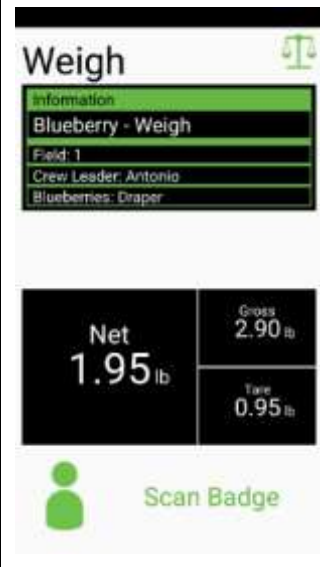 Weigh
Information
Blueberry - Weigh
Field: 1
Crew Leader: Antonio
Blueberries: Draper
Net
1.95 lb
Gross
2.90 lb
Tare
0.95 lb
Scan Badge